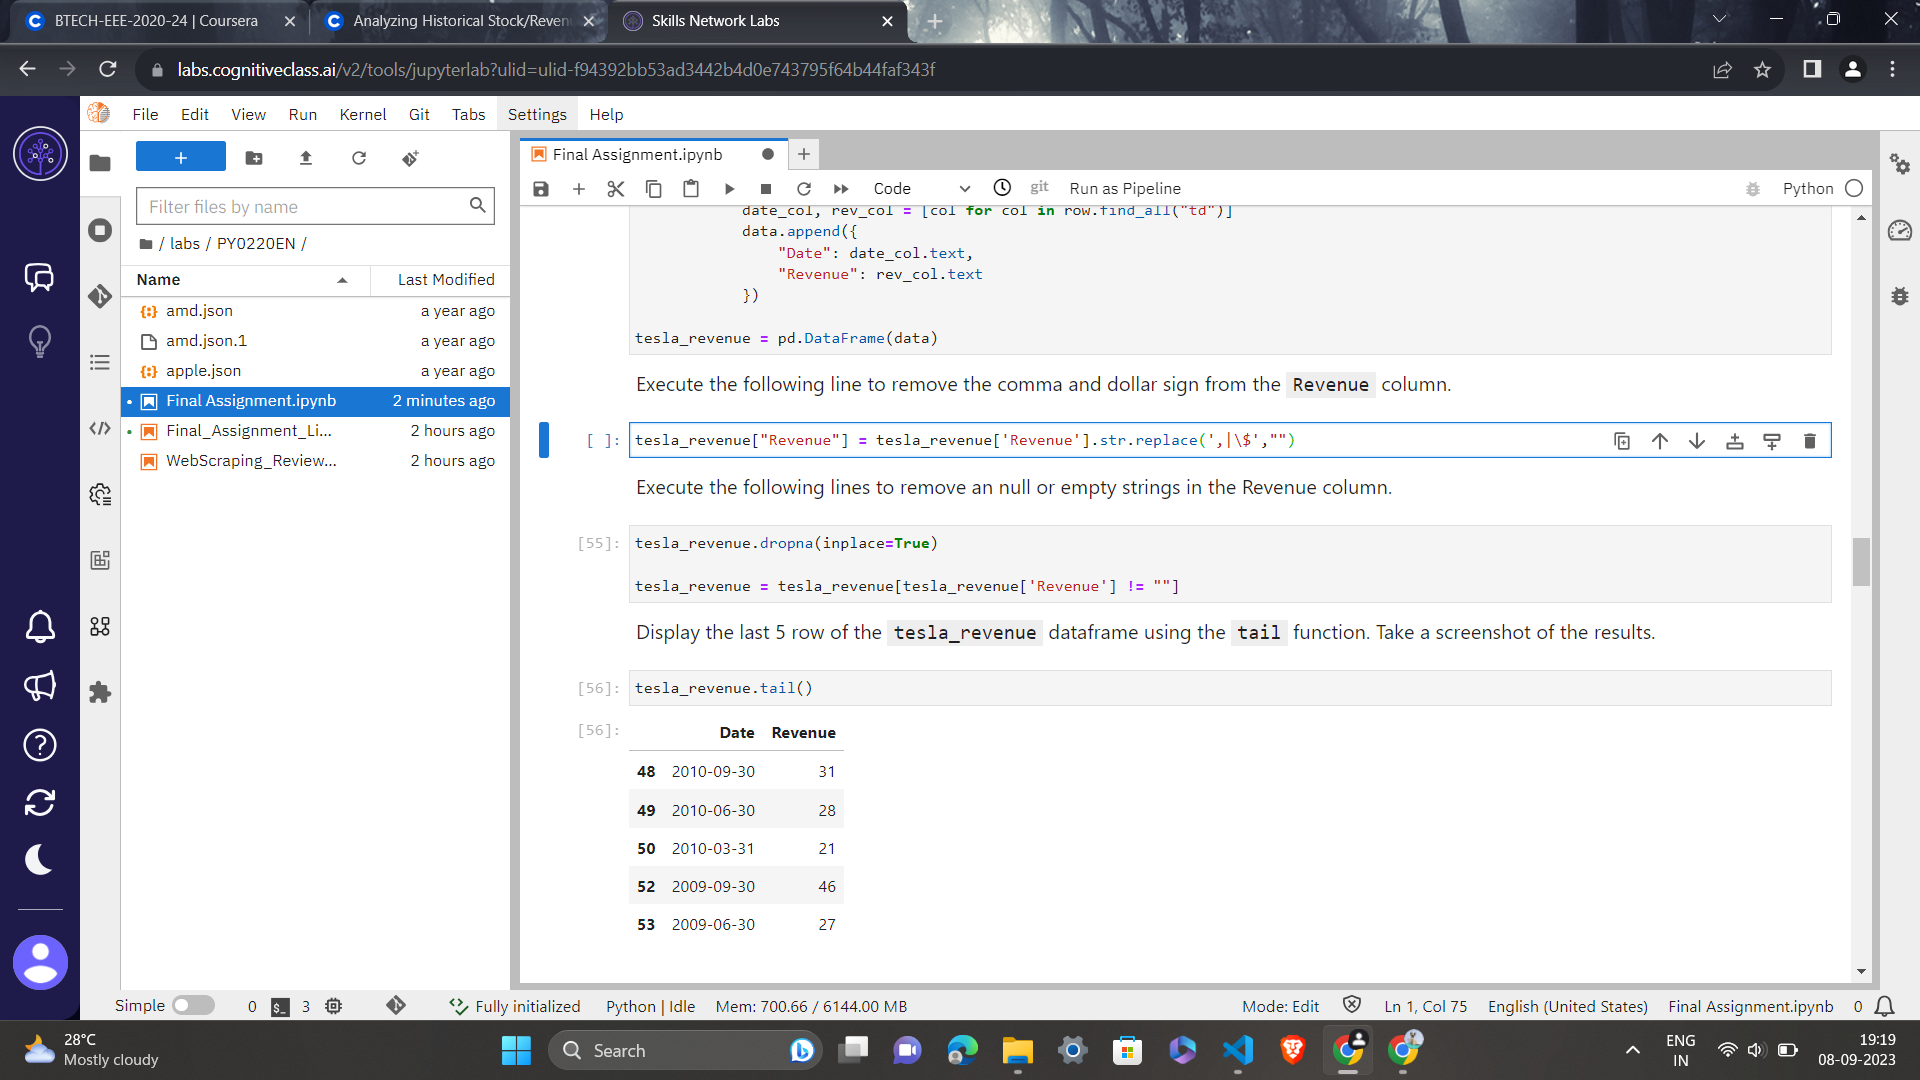 BTECH-EEE-2020-24 | Coursera
Analyzing Historical Stock/Reven
Skills Network Labs
labs.cognitiveclass.ai/v2/tools/jupyterlab?ulid=ulid-f94392bb53ad3442b4d0e743795f64b44faf343f
File Edit View Run Kernel Git Tabs Settings Help
+
Filter files by name
/ labs / PY0220EN /
Name Last Modified
amd.json a year ago
amd.json.1 a year ago
apple.json a year ago
Final Assignment.ipynb 2 minutes ago
Final_Assignment_Li... 2 hours ago
WebScraping_Review... 2 hours ago
Final Assignment.ipynb
Code git Run as Pipeline Python
date_col, rev_col = [col for col in row.find_all("td")]
data.append({
"Date": date_col.text,
"Revenue": rev_col.text
})
tesla_revenue = pd.DataFrame(data)
Execute the following line to remove the comma and dollar sign from the Revenue column.
[ ]: tesla_revenue["Revenue"] = tesla_revenue['Revenue'].str.replace(',|\$',"")
Execute the following lines to remove an null or empty strings in the Revenue column.
[55]: tesla_revenue.dropna(inplace=True)
tesla_revenue = tesla_revenue[tesla_revenue['Revenue'] != ""]
Display the last 5 row of the tesla_revenue dataframe using the tail function. Take a screenshot of the results.
[56]: tesla_revenue.tail()
[56]: Date Revenue
48 2010-09-30 31
49 2010-06-30 28
50 2010-03-31 21
52 2009-09-30 46
53 2009-06-30 27
Simple 0 $_ 3 Fully initialized Python | Idle Mem: 700.66 / 6144.00 MB Mode: Edit Ln 1, Col 75 English (United States) Final Assignment.ipynb 0
28°C
Mostly cloudy
Search
ENG
IN
19:19
08-09-2023